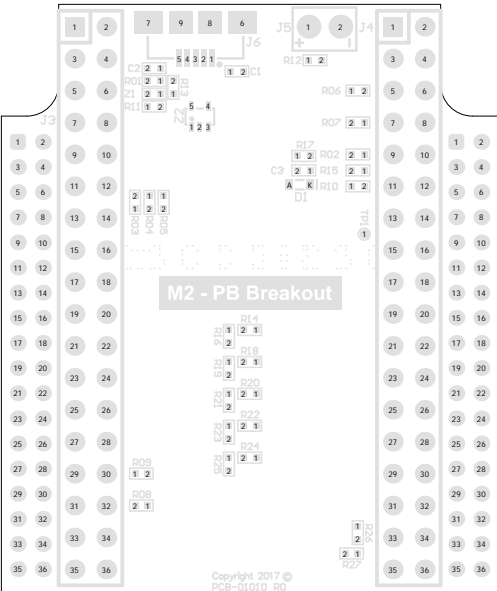 7 9 8 6
J5 1 2 J4
+ -
J6
5 4 3 2 1
1 2 C1
R12 1 2
C2 2 1
R01 2 1 2
Z1 2 1 1
R13
R11 1 2
5 4
Z2
1 2 3
R06 1 2
R07 2 1
R17
1 2
R02 2 1
C3 2 1
R15 2 1
A K
R10 1 2
D1
TP1
1
2 1 1
1 2 2
R03 R04 R05
M2 - PB Breakout
R14
R16 1 2 1
2
R18
R19 1 2 1
2
R20
R21 1 2 1
2
R22
R23 1 2 1
2
R24
R25 1 2 1
2
R09
1 2
R08
2 1
1
2
R26
2 1
R27
Copyright 2017 ©
PCB-01010 R0
J3
1 2
3 4
5 6
7 8
9 10
11 12
13 14
15 16
17 18
19 20
21 22
23 24
25 26
27 28
29 30
31 32
33 34
35 36
1 2
3 4
5 6
7 8
9 10
11 12
13 14
15 16
17 18
19 20
21 22
23 24
25 26
27 28
29 30
31 32
33 34
35 36
1 2
3 4
5 6
7 8
9 10
11 12
13 14
15 16
17 18
19 20
21 22
23 24
25 26
27 28
29 30
31 32
33 34
35 36
1 2
3 4
5 6
7 8
9 10
11 12
13 14
15 16
17 18
19 20
21 22
23 24
25 26
27 28
29 30
31 32
33 34
35 36